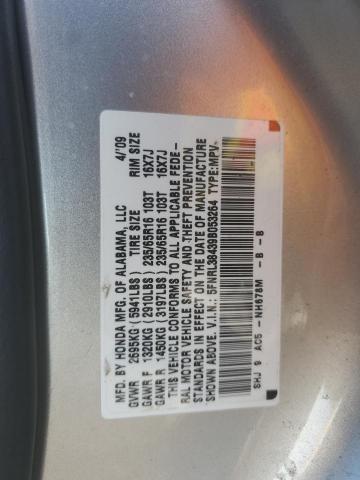 MFD. BY HONDA MFG. OF ALABAMA, LLC 4/'09
GVWR 2695KG (5941LBS) TIRE SIZE RIM SIZE
GAWR F 1320KG (2910LBS) 235/65R16 103T 16X7J
GAWR R 1450KG (3197LBS) 235/65R16 103T 16X7J
THIS VEHICLE CONFORMS TO ALL APPLICABLE FEDE-
RAL MOTOR VEHICLE SAFETY AND THEFT PREVENTION
STANDARDS IN EFFECT ON THE DATE OF MANUFACTURE
SHOWN ABOVE. V.I.N.: 5FNRL38439B053264 TYPE:MPV
SHJ 9 AC5 -NH678M -B -B